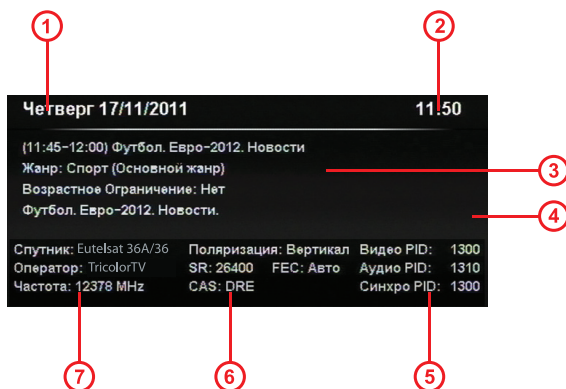 1 2
Четверг 17/11/2011 11:50
(11:45-12:00) Футбол. Евро-2012. Новости
Жанр: Спорт (Основной жанр)
3
Возрастное Ограничение: Нет
Футбол. Евро-2012. Новости.
4
Спутник: Eutelsat 36A/36 Поляризация: Вертикал Видео PID: 1300
Оператор: TricolorTV SR: 26400 FEC: Авто Аудио PID: 1310
Частота: 12378 MHz CAS: DRE Синхро PID: 1300
7 6 5